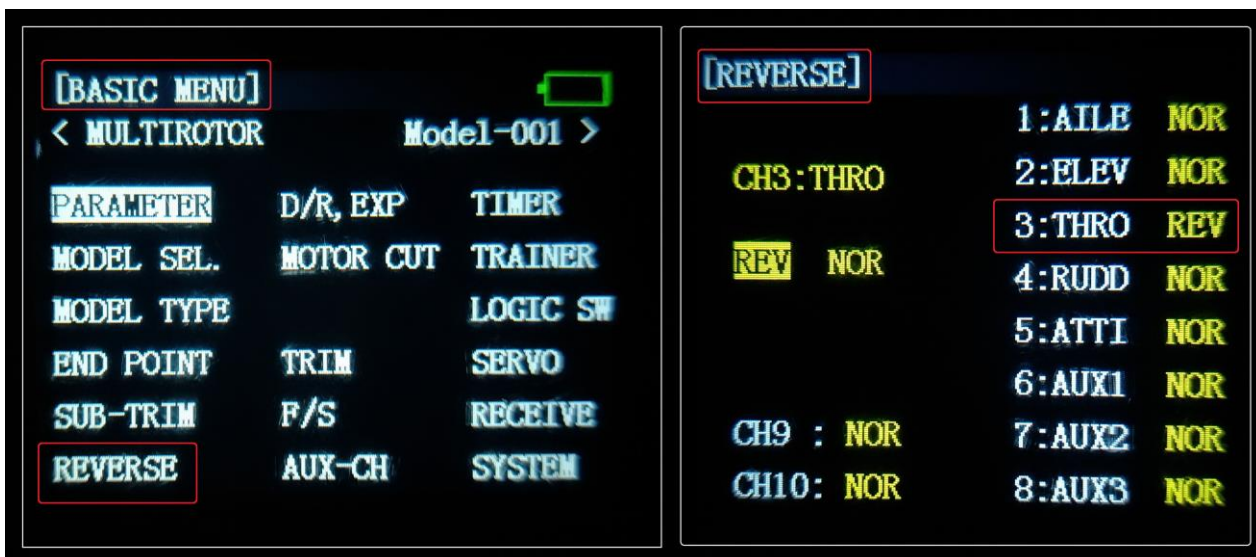 [BASIC MENU]
< MULTIROTOR Model-001 >
PARAMETER D/R, EXP TIMER
MODEL SEL. MOTOR CUT TRAINER
MODEL TYPE LOGIC SW
END POINT TRIM SERVO
SUB-TRIM F/S RECEIVE
REVERSE AUX-CH SYSTEM
[REVERSE]
1:AILE NOR
CH3:THRO 2:ELEV NOR
3:THRO REV
REV NOR 4:RUDD NOR
5:ATTI NOR
6:AUX1 NOR
CH9 : NOR 7:AUX2 NOR
CH10: NOR 8:AUX3 NOR